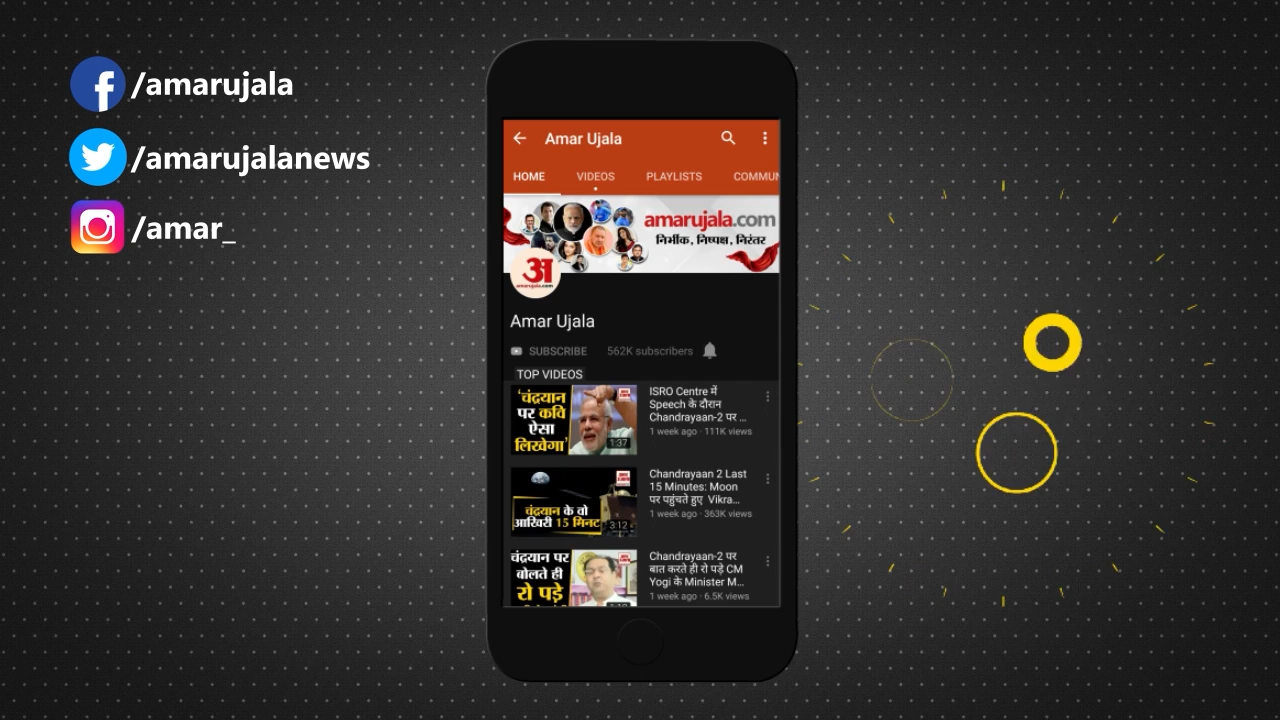 /amarujala
/amarujalanews
/amar_
Amar Ujala
HOME VIDEOS PLAYLISTS COMMUN
amarujala.com
निर्भीक, निष्पक्ष, निरंतर
अ
amarujala.com
Amar Ujala
SUBSCRIBE 562K subscribers
TOP VIDEOS
'चंद्रयान
पर कवि
ऐसा
लिखेगा'
1:37
ISRO Centre में
Speech के दौरान
Chandrayaan-2 पर ...
1 week ago · 111K views
चंद्रयान के वो
आखिरी 15 मिनट
3:12
Chandrayaan 2 Last
15 Minutes: Moon
पर पहुंचते हुए Vikra...
1 week ago · 363K views
चंद्रयान पर
बोलते ही
रो पड़े
Chandrayaan-2 पर
बात करते ही रो पड़े CM
Yogi के Minister M...
1 week ago · 6.5K views